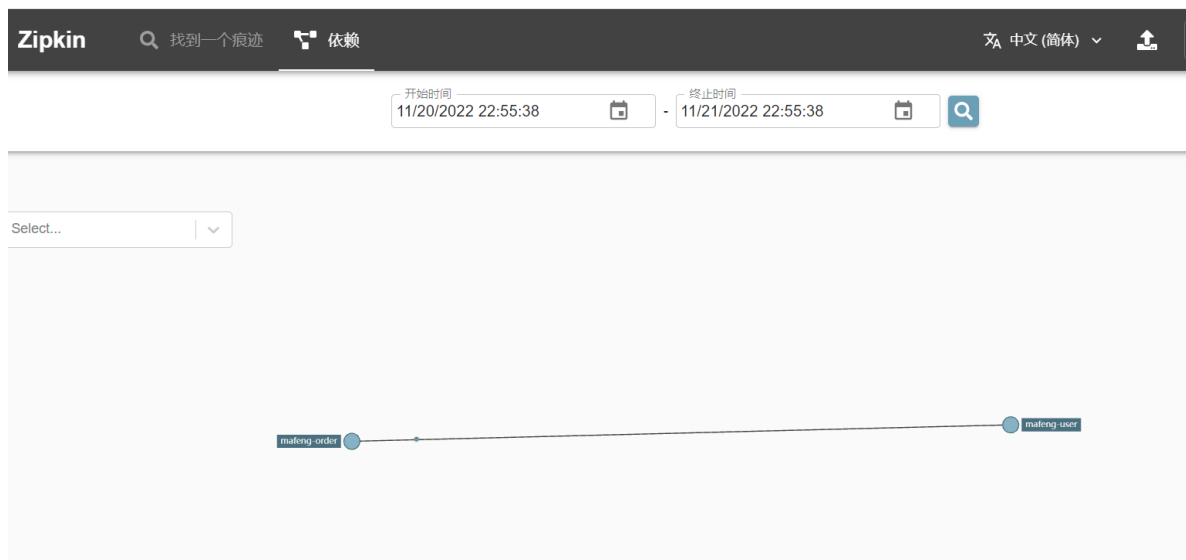 Zipkin 找到一个痕迹 依赖 中文 (简体)
开始时间 终止时间
11/20/2022 22:55:38 - 11/21/2022 22:55:38
Select...
mafeng-order mafeng-user